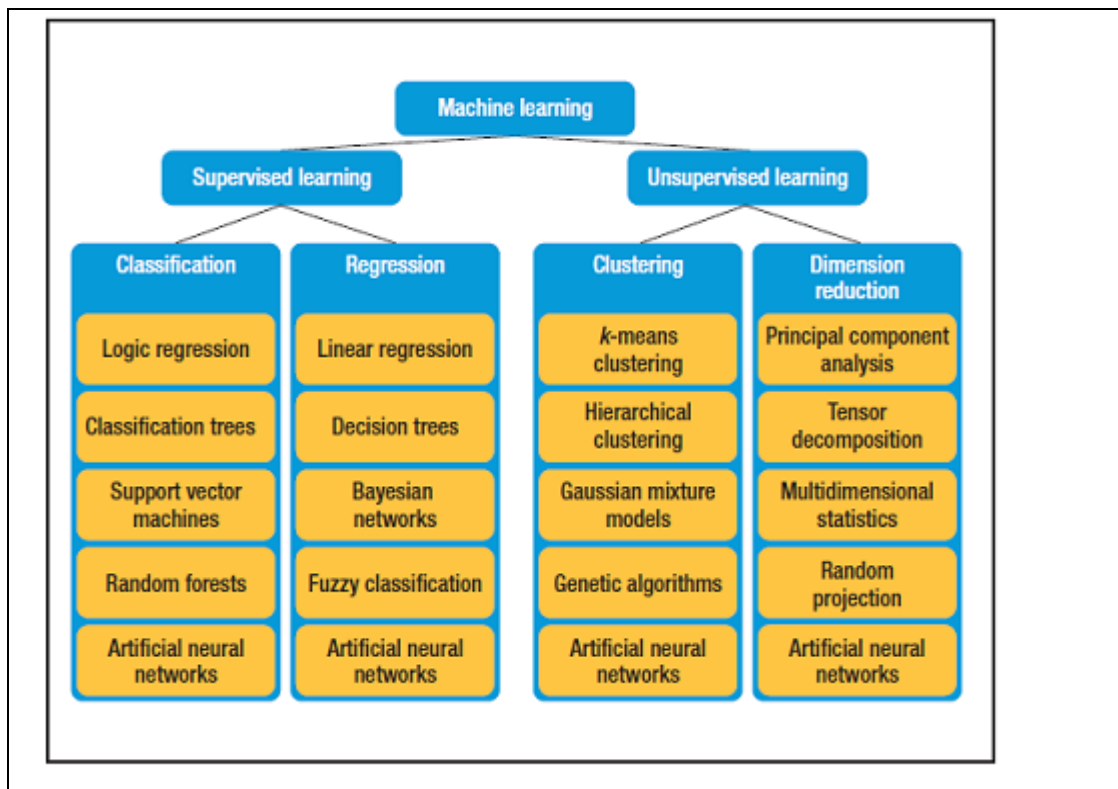 Machine learning
Supervised learning
Unsupervised learning
Classification
Logic regression
Classification trees
Support vector
machines
Random forests
Artificial neural
networks
Regression
Linear regression
Decision trees
Bayesian
networks
Fuzzy classification
Artificial neural
networks
Clustering
k-means
clustering
Hierarchical
clustering
Gaussian mixture
models
Genetic algorithms
Artificial neural
networks
Dimension
reduction
Principal component
analysis
Tensor
decomposition
Multidimensional
statistics
Random
projection
Artificial neural
networks